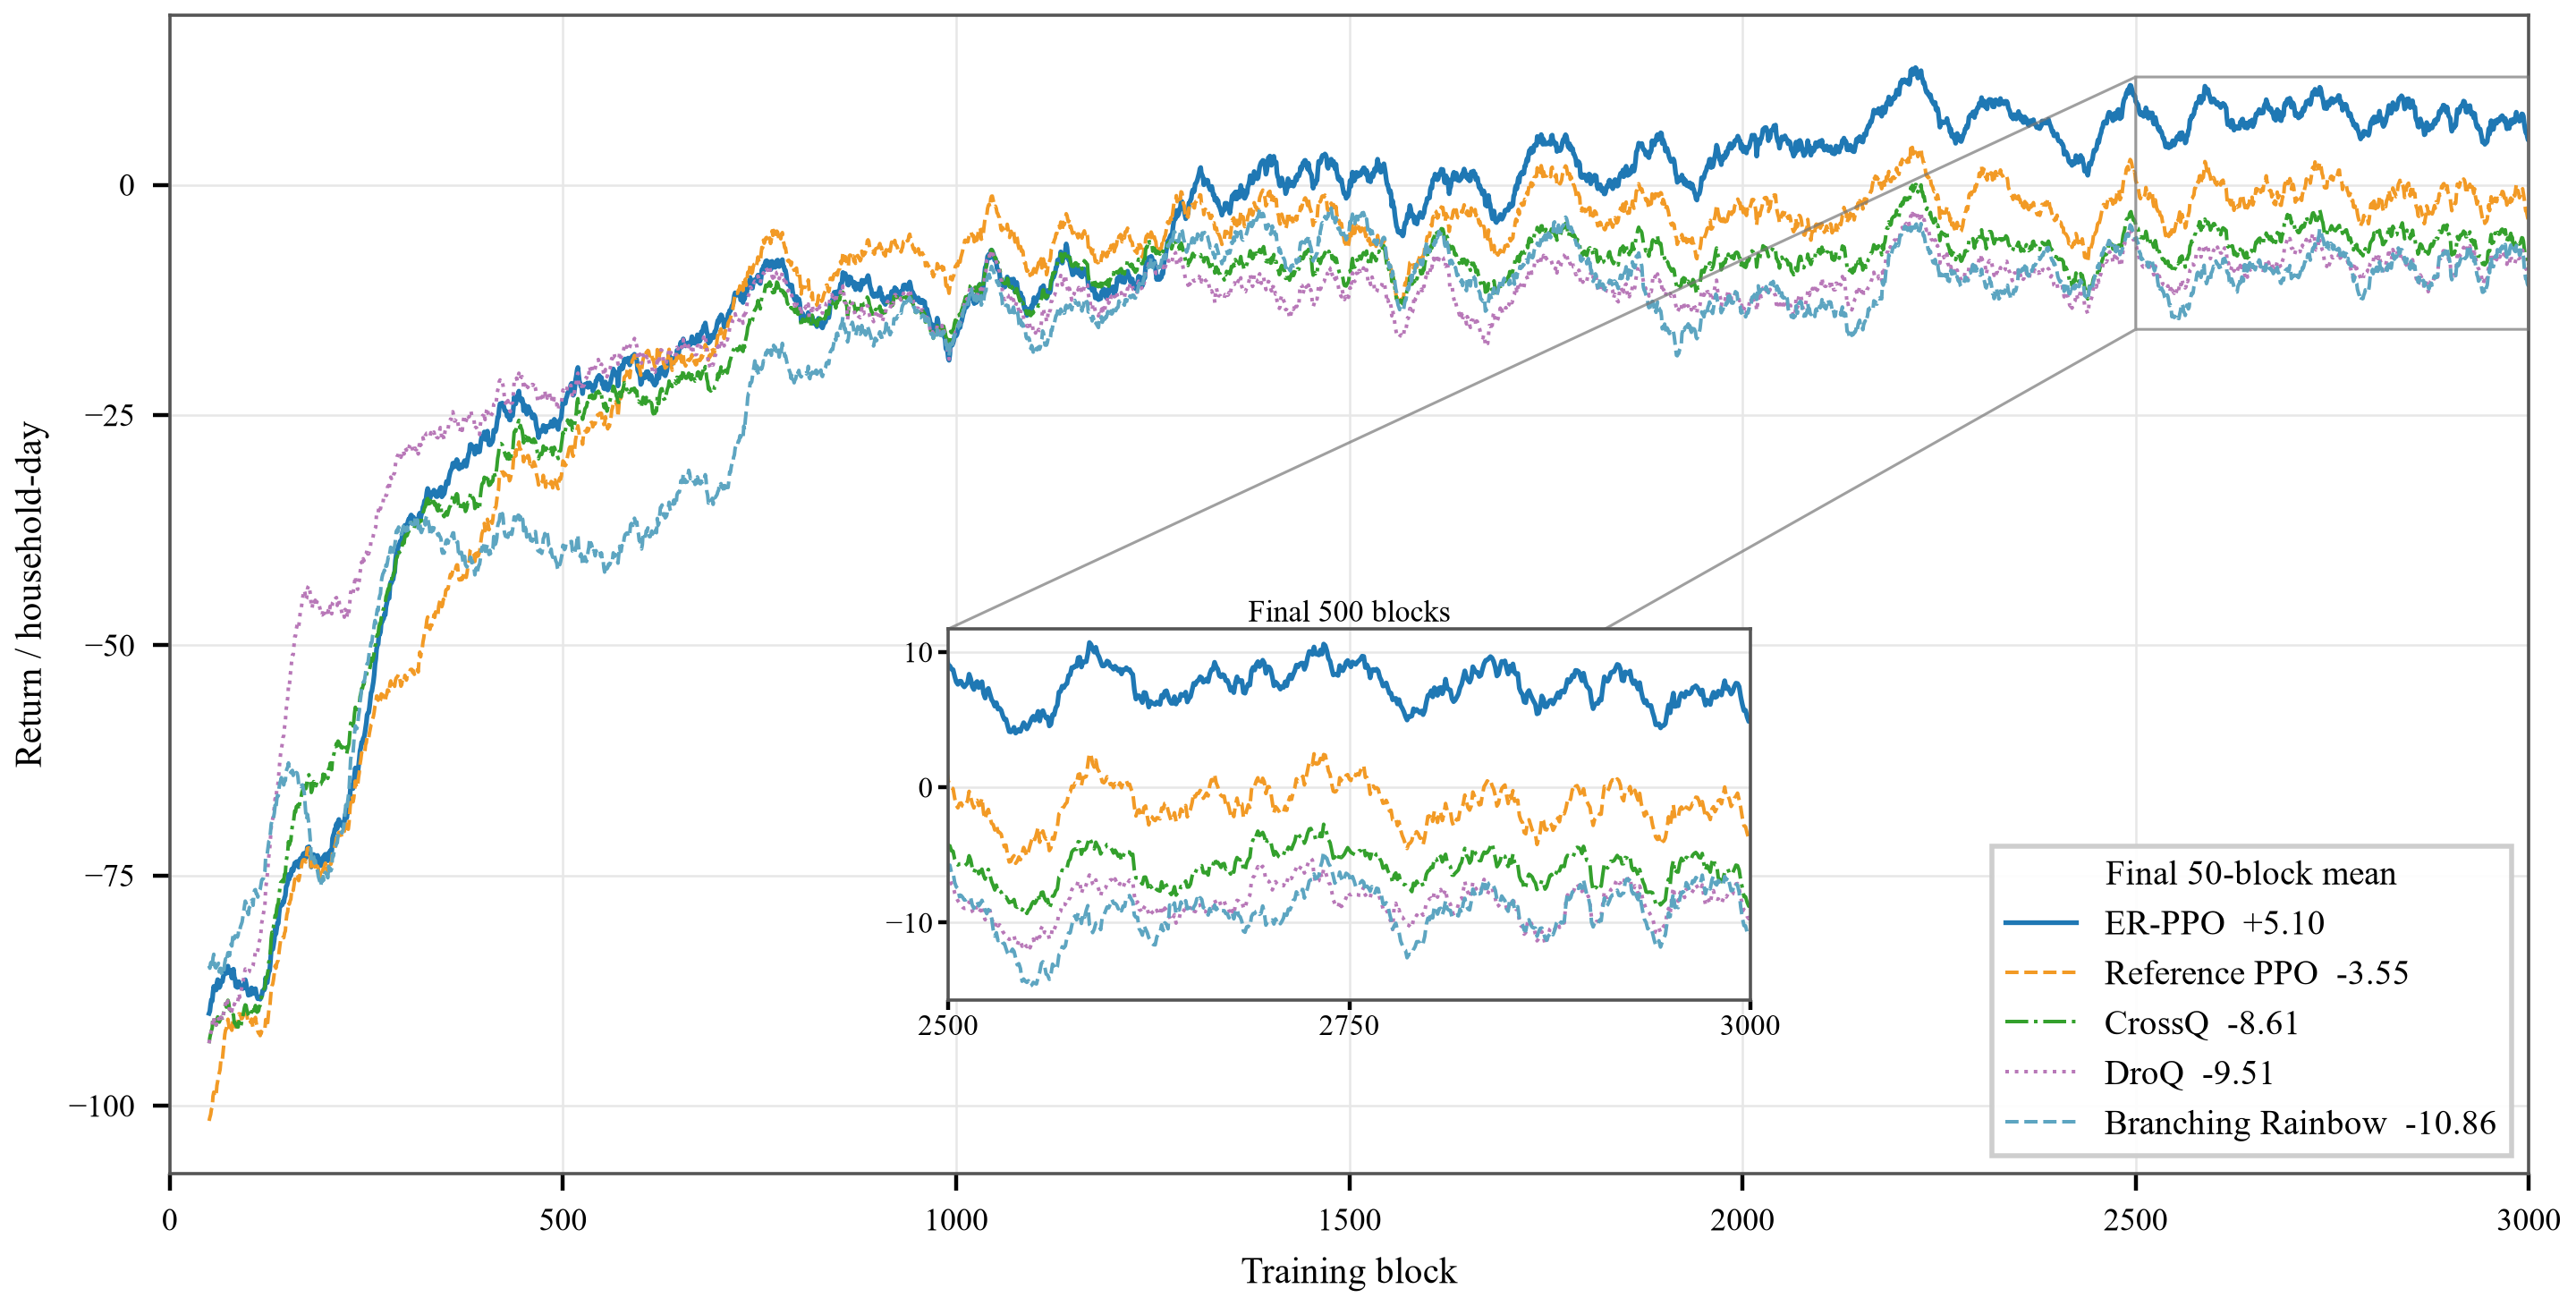 Return / household-day
0
−25
−50
−75
−100
Final 500 blocks
10
0
−10
2500
2750
3000
Final 50-block mean
ER-PPO +5.10
Reference PPO -3.55
CrossQ -8.61
DroQ -9.51
Branching Rainbow -10.86
0
500
1000
1500
2000
2500
3000
Training block